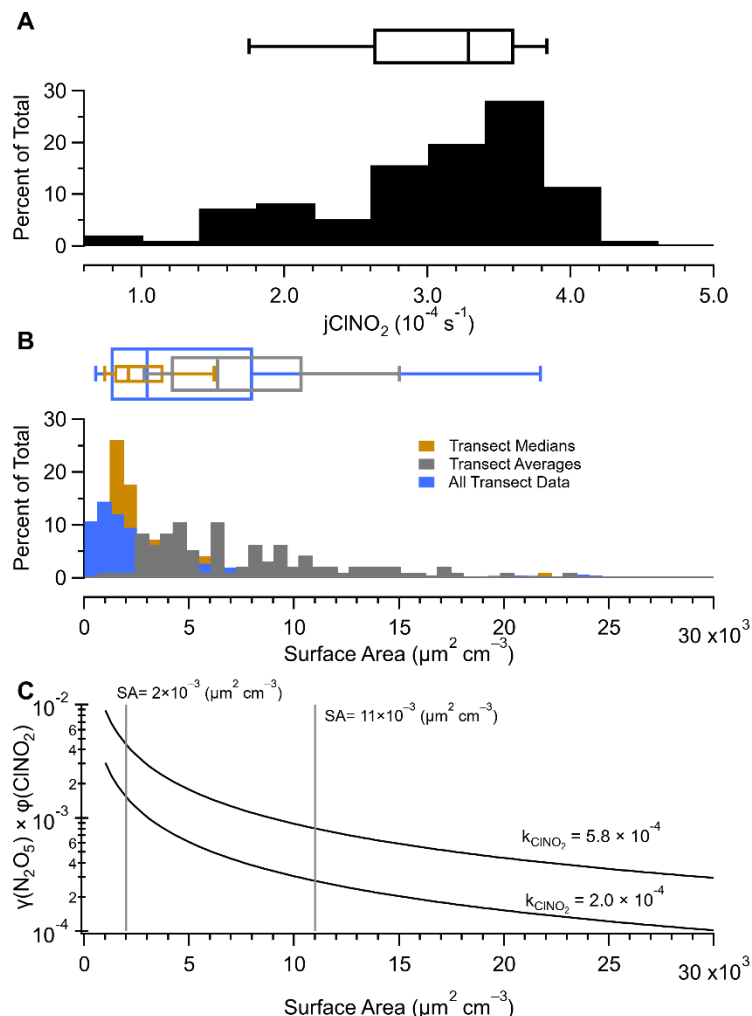 A
30
20
10
0
Percent of Total
1.0 2.0 3.0 4.0 5.0
jClNO₂ (10⁻⁴ s⁻¹)
B
30
20
10
0
Percent of Total
Transect Medians
Transect Averages
All Transect Data
0 5 10 15 20 25 30 x10³
Surface Area (µm² cm⁻³)
C
SA= 2×10⁻³ (µm² cm⁻³)
SA= 11×10⁻³ (µm² cm⁻³)
10⁻²
8
6
4
2
10⁻³
8
6
4
2
10⁻⁴
γ(N₂O₅) × φ(ClNO₂)
k_ClNO₂ = 5.8 × 10⁻⁴
k_ClNO₂ = 2.0 × 10⁻⁴
0 5 10 15 20 25 30 x10³
Surface Area (µm² cm⁻³)